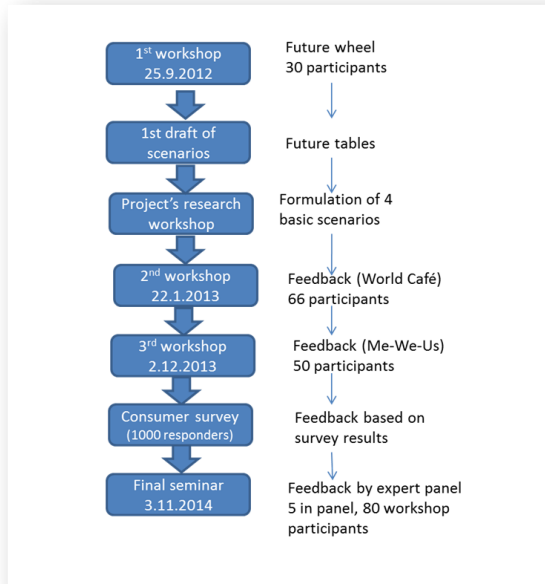 1st workshop
25.9.2012
Future wheel
30 participants
1st draft of
scenarios
Future tables
Project's research
workshop
Formulation of 4
basic scenarios
2nd workshop
22.1.2013
Feedback (World Café)
66 participants
3rd workshop
2.12.2013
Feedback (Me-We-Us)
50 participants
Consumer survey
(1000 responders)
Feedback based on
survey results
Final seminar
3.11.2014
Feedback by expert panel
5 in panel, 80 workshop
participants